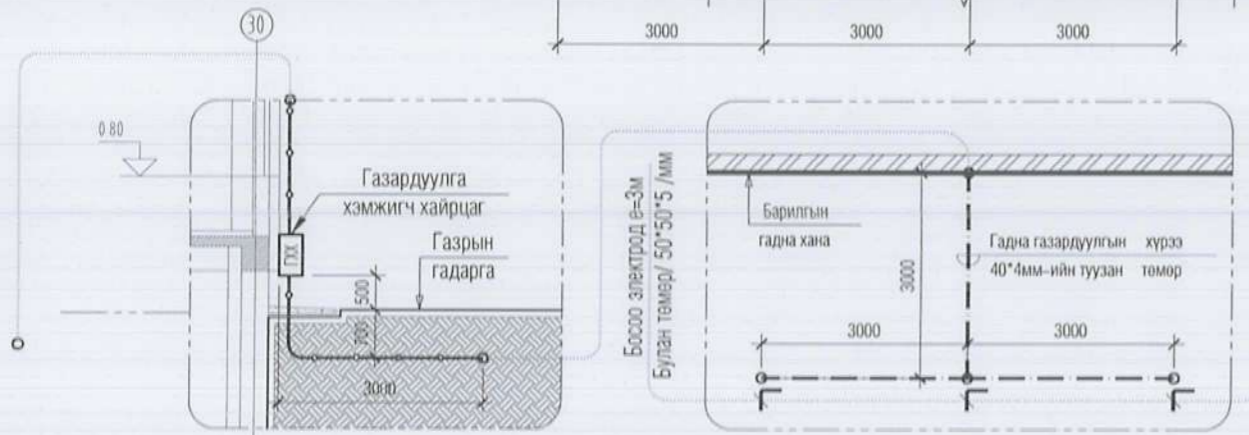 30
3000
3000
3000
0.80
Газардуулга
хэмжигч хайрцаг
Газрын
гадарга
ГХХ
500
700
3000
Босоо электрод e=3м
Булан төмөр/ 50*50*5 /мм
Барилгын
гадна хана
Гадна газардуулгын хүрээ
40*4мм-ийн туузан төмөр
3000
3000
3000